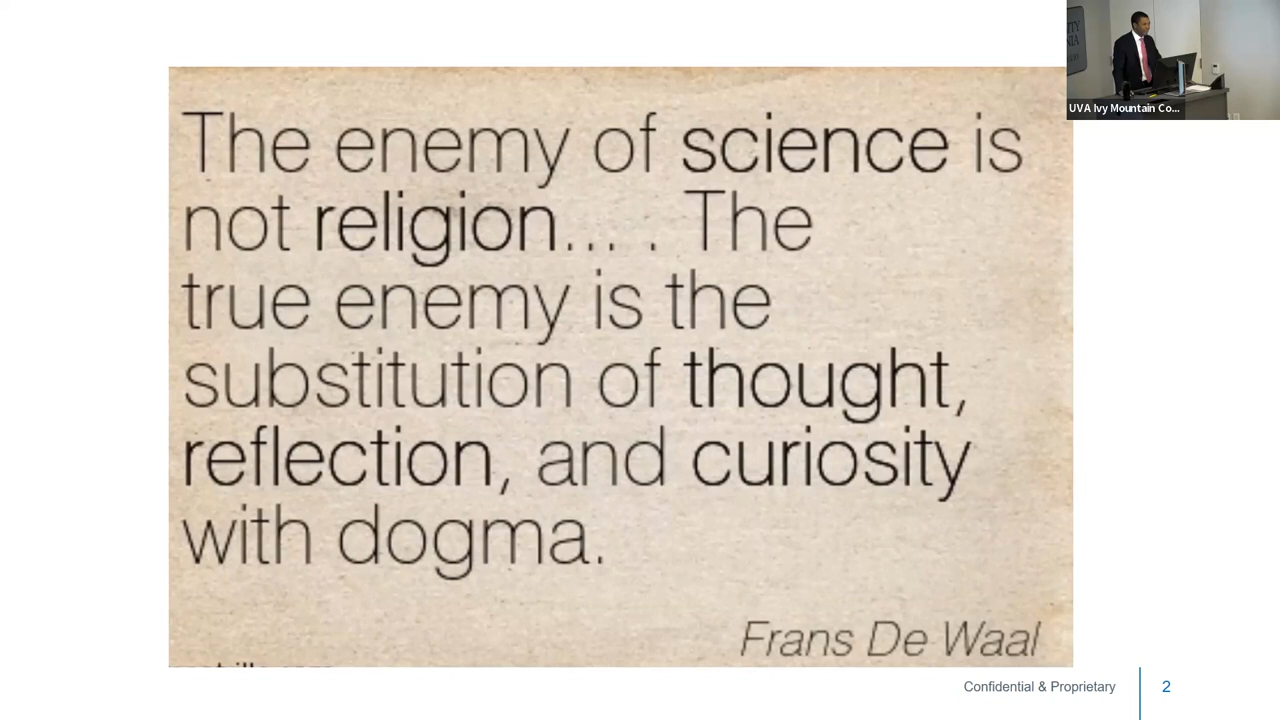 The enemy of science is
not religion... . The
true enemy is the
substitution of thought,
reflection, and curiosity
with dogma.
Frans De Waal
Confidential & Proprietary
2
UVA Ivy Mountain Co...